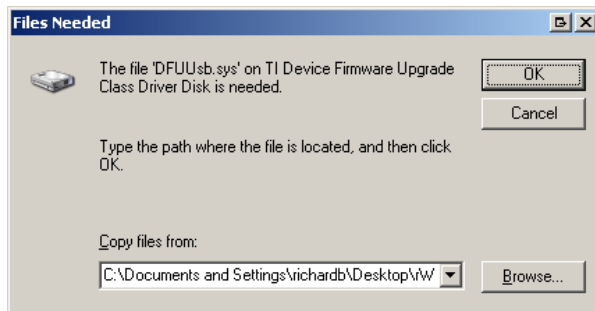 Files Needed
The file 'DFUUsb.sys' on TI Device Firmware Upgrade
Class Driver Disk is needed.
OK
Cancel
Type the path where the file is located, and then click
OK.
Copy files from:
C:\Documents and Settings\richardb\Desktop\rW
Browse...